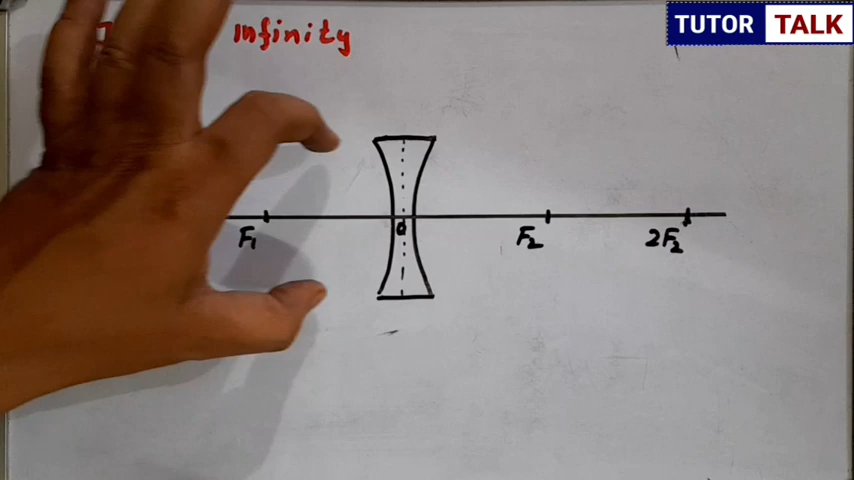 Infinity
TUTOR TALK
O
F₁
F₂
2F₂